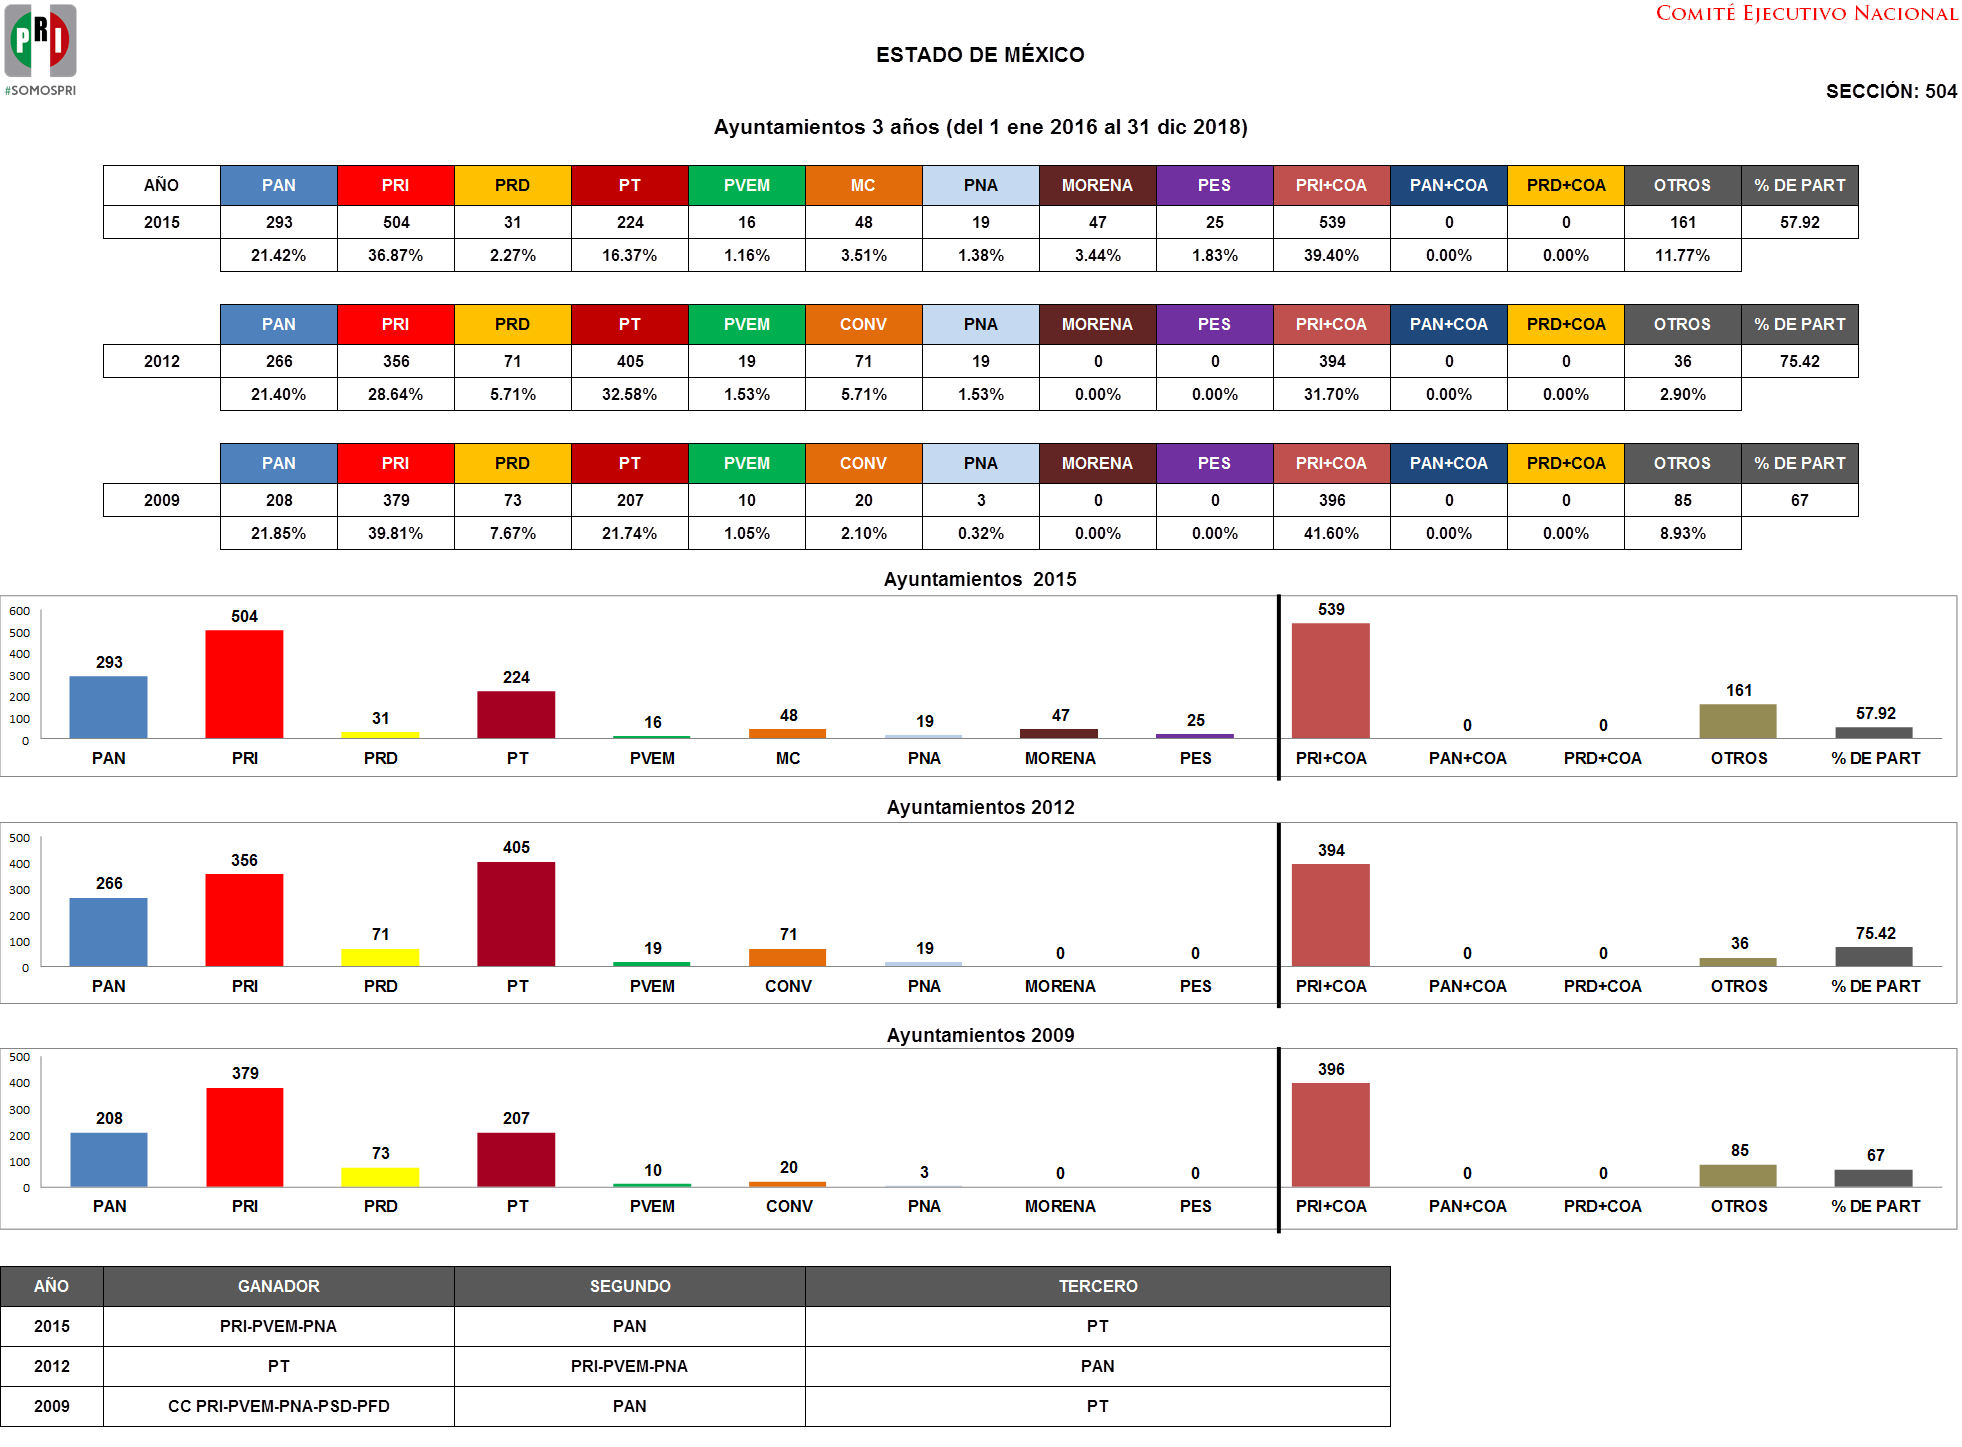 PRI
#SOMOSPRI
COMITÉ EJECUTIVO NACIONAL
ESTADO DE MÉXICO
SECCIÓN: 504
Ayuntamientos 3 años (del 1 ene 2016 al 31 dic 2018)
AÑO PAN PRI PRD PT PVEM MC PNA MORENA PES PRI+COA PAN+COA PRD+COA OTROS % DE PART
2015 293 504 31 224 16 48 19 47 25 539 0 0 161 57.92
21.42% 36.87% 2.27% 16.37% 1.16% 3.51% 1.38% 3.44% 1.83% 39.40% 0.00% 0.00% 11.77%
PAN PRI PRD PT PVEM CONV PNA MORENA PES PRI+COA PAN+COA PRD+COA OTROS % DE PART
2012 266 356 71 405 19 71 19 0 0 394 0 0 36 75.42
21.40% 28.64% 5.71% 32.58% 1.53% 5.71% 1.53% 0.00% 0.00% 31.70% 0.00% 0.00% 2.90%
PAN PRI PRD PT PVEM CONV PNA MORENA PES PRI+COA PAN+COA PRD+COA OTROS % DE PART
2009 208 379 73 207 10 20 3 0 0 396 0 0 85 67
21.85% 39.81% 7.67% 21.74% 1.05% 2.10% 0.32% 0.00% 0.00% 41.60% 0.00% 0.00% 8.93%
Ayuntamientos 2015
600
500
400
300
200
100
0
293 504 31 224 16 48 19 47 25 539 0 0 161 57.92
PAN PRI PRD PT PVEM MC PNA MORENA PES PRI+COA PAN+COA PRD+COA OTROS % DE PART
Ayuntamientos 2012
500
400
300
200
100
0
266 356 71 405 19 71 19 0 0 394 0 0 36 75.42
PAN PRI PRD PT PVEM CONV PNA MORENA PES PRI+COA PAN+COA PRD+COA OTROS % DE PART
Ayuntamientos 2009
500
400
300
200
100
0
208 379 73 207 10 20 3 0 0 396 0 0 85 67
PAN PRI PRD PT PVEM CONV PNA MORENA PES PRI+COA PAN+COA PRD+COA OTROS % DE PART
AÑO GANADOR SEGUNDO TERCERO
2015 PRI-PVEM-PNA PAN PT
2012 PT PRI-PVEM-PNA PAN
2009 CC PRI-PVEM-PNA-PSD-PFD PAN PT